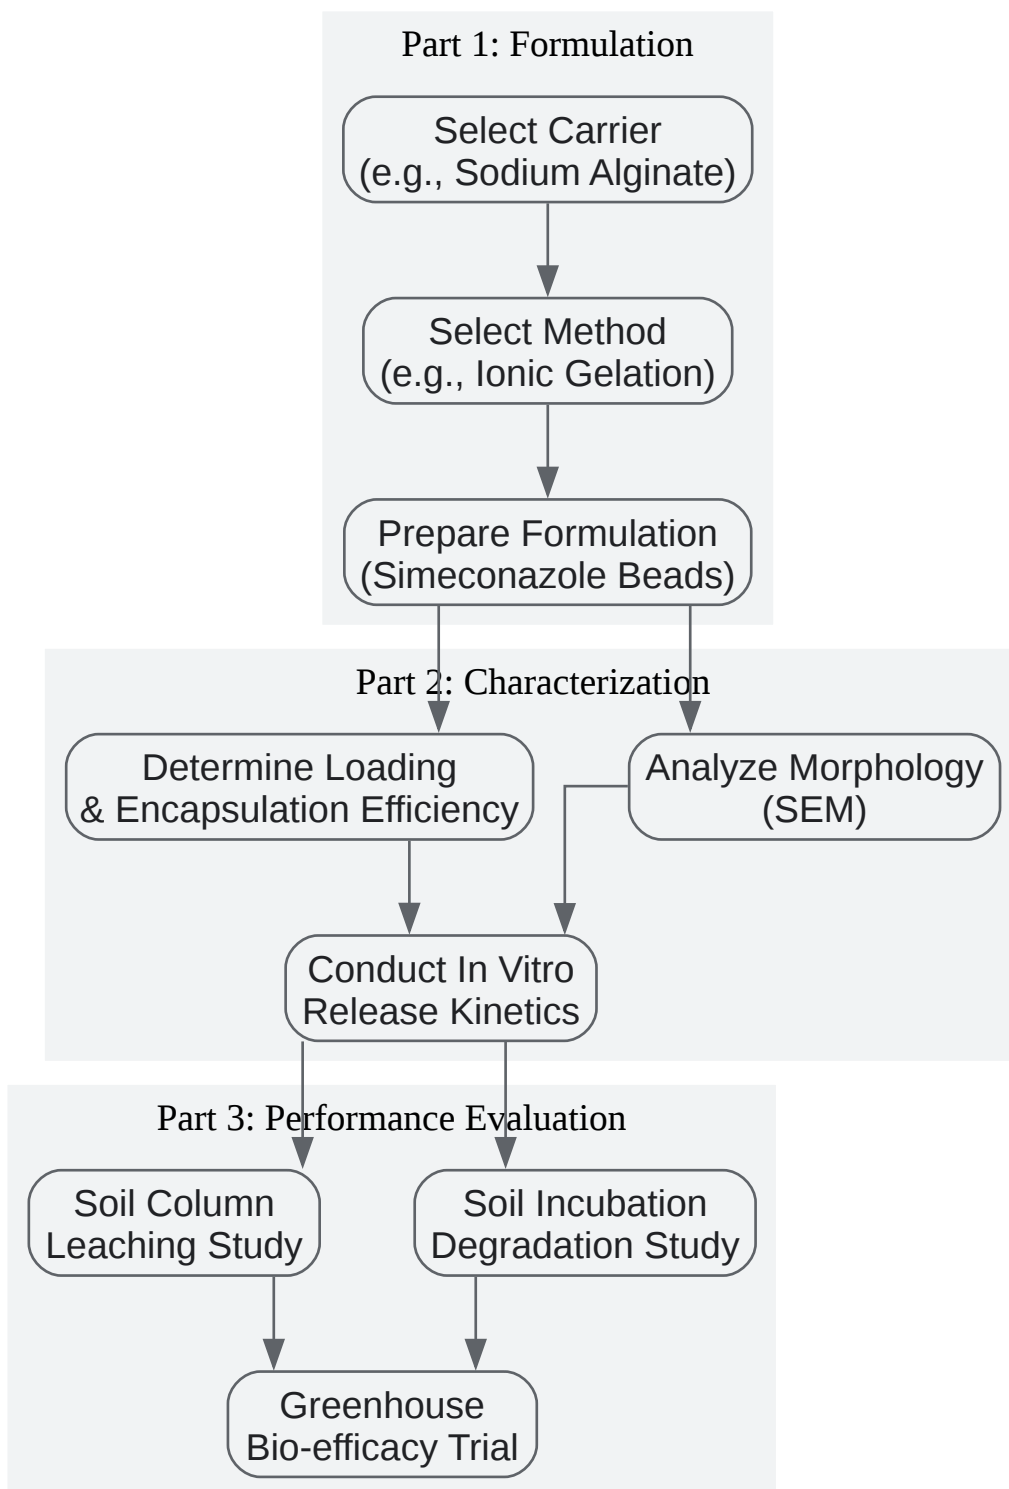 Part 1: Formulation
Select Carrier
(e.g., Sodium Alginate)
Select Method
(e.g., Ionic Gelation)
Prepare Formulation
(Simeconazole Beads)
Part 2: Characterization
Determine Loading
& Encapsulation Efficiency
Analyze Morphology
(SEM)
Conduct In Vitro
Release Kinetics
Part 3: Performance Evaluation
Soil Column
Leaching Study
Soil Incubation
Degradation Study
Greenhouse
Bio-efficacy Trial